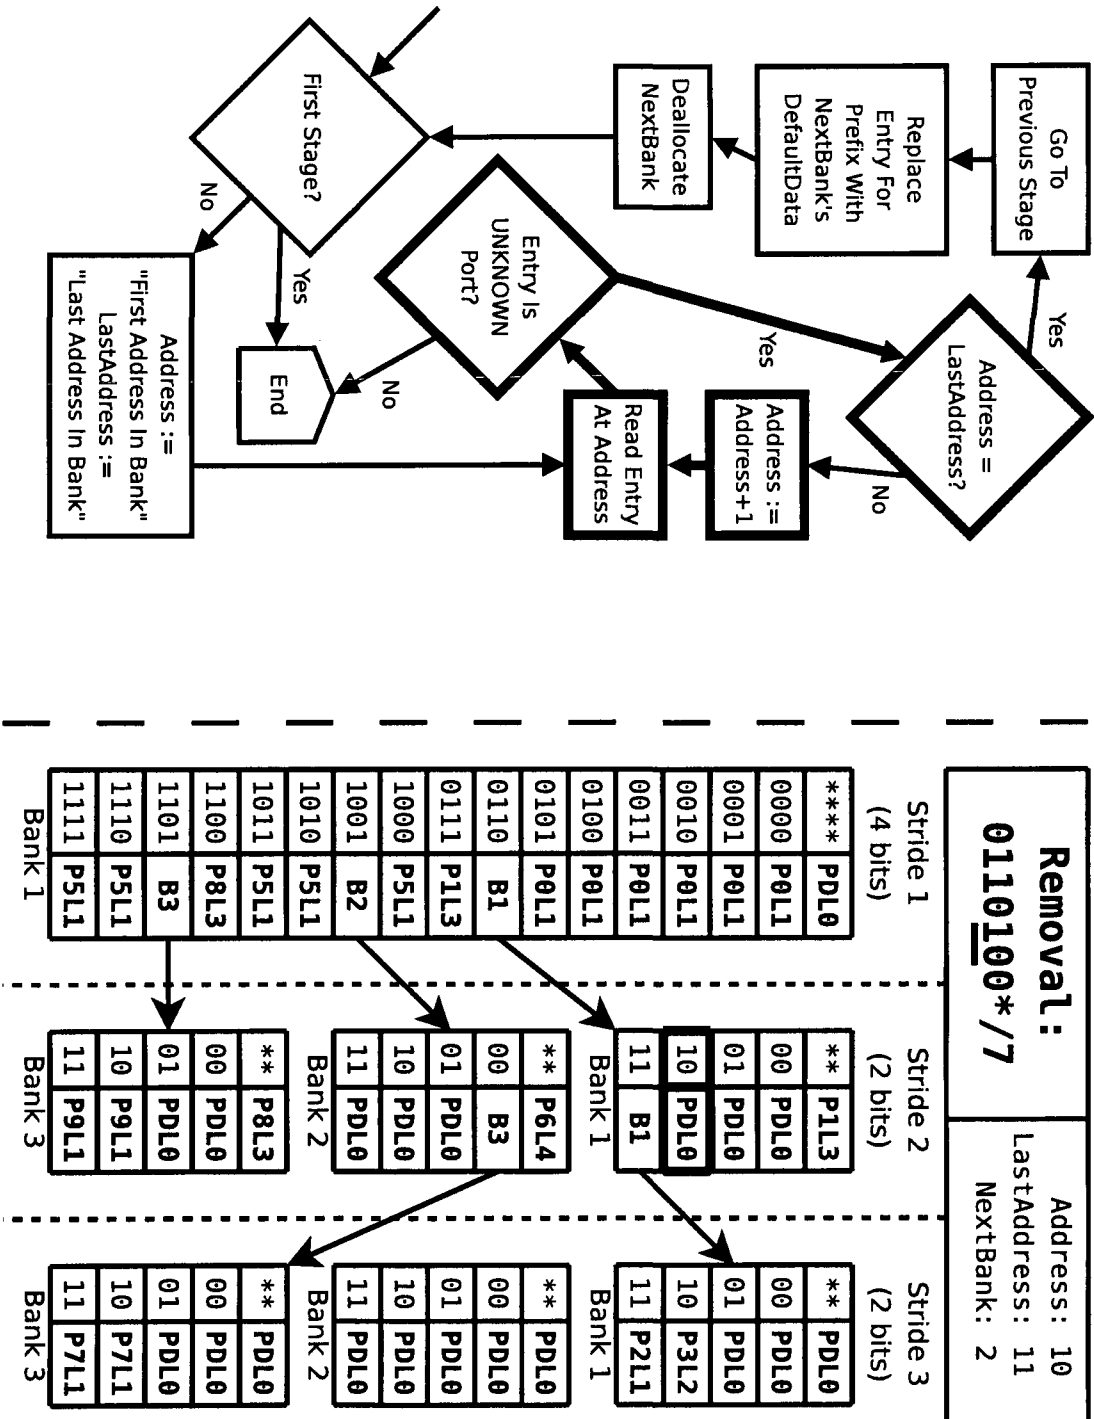 First Stage?
No
Yes
Address :=
"First Address In Bank"
LastAddress :=
"Last Address In Bank"
End
Deallocate
NextBank
Replace
Entry For
Prefix With
NextBank's
DefaultData
Go To
Previous Stage
Entry Is
UNKNOWN
Port?
No
Yes
Read Entry
At Address
Address :=
Address+1
Address =
LastAddress?
Yes
No
Removal:
0110100*/7
Address: 10
LastAddress: 11
NextBank: 2
Stride 1
(4 bits)
**** PDL0
0000 P0L1
0001 P0L1
0010 P0L1
0011 P0L1
0100 P0L1
0101 P0L1
0110 B1
0111 P1L3
1000 P5L1
1001 B2
1010 P5L1
1011 P5L1
1100 P8L3
1101 B3
1110 P5L1
1111 P5L1
Bank 1
Stride 2
(2 bits)
** P1L3
00 PDL0
01 PDL0
10 PDL0
11 B1
Bank 1
** P6L4
00 B3
01 PDL0
10 PDL0
11 PDL0
Bank 2
** P8L3
00 PDL0
01 PDL0
10 P9L1
11 P9L1
Bank 3
Stride 3
(2 bits)
** PDL0
00 PDL0
01 PDL0
10 P3L2
11 P2L1
Bank 1
** PDL0
00 PDL0
01 PDL0
10 PDL0
11 PDL0
Bank 2
** PDL0
00 PDL0
01 PDL0
10 P7L1
11 P7L1
Bank 3